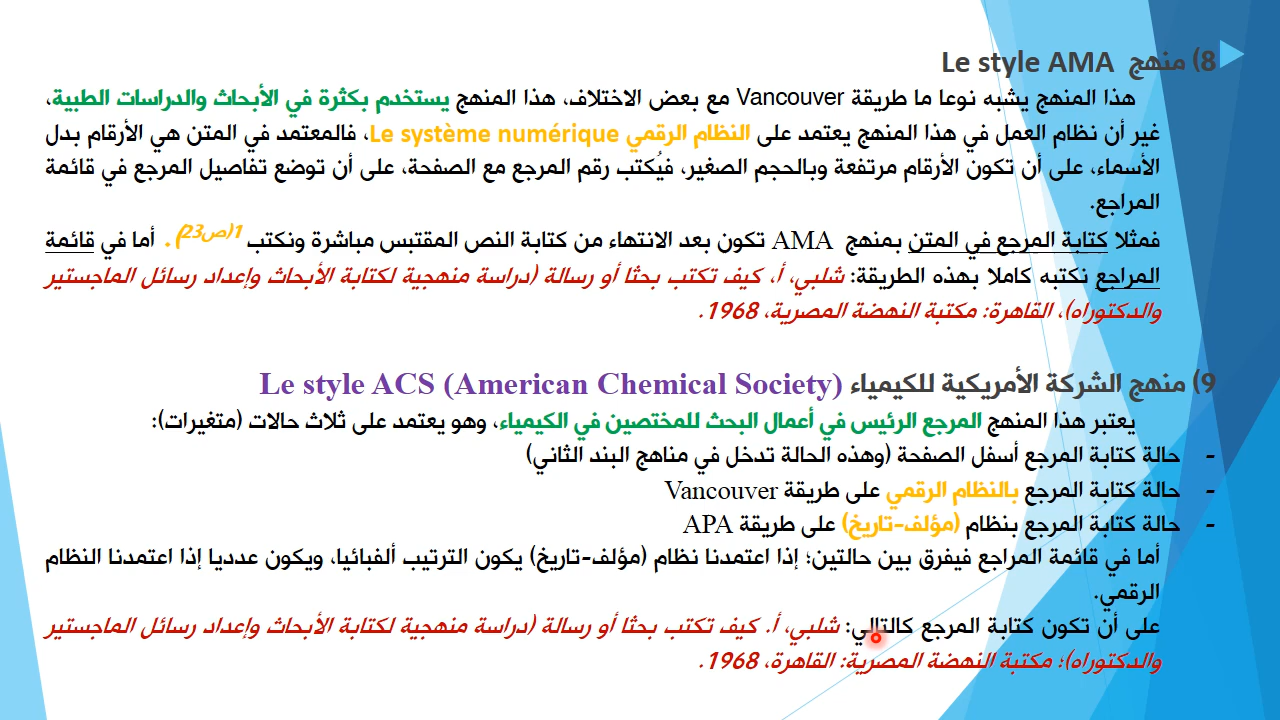 8) منهج Le style AMA
هذا المنهج يشبه نوعا ما طريقة Vancouver مع بعض الاختلاف، هذا المنهج يستخدم بكثرة في الأبحاث والدراسات الطبية،
غير أن نظام العمل في هذا المنهج يعتمد على النظام الرقمي Le système numérique، فالمعتمد في المتن هي الأرقام بدل
الأسماء، على أن تكون الأرقام مرتفعة وبالحجم الصغير، فيُكتب رقم المرجع مع الصفحة، على أن توضع تفاصيل المرجع في قائمة
المراجع.
فمثلا كتابة المرجع في المتن بمنهج AMA تكون بعد الانتهاء من كتابة النص المقتبس مباشرة ونكتب 1(ص23). أما في قائمة
المراجع نكتبه كاملا بهذه الطريقة: شلبي، أ، كيف تكتب بحثا أو رسالة (دراسة منهجية لكتابة الأبحاث وإعداد رسائل الماجستير
والدكتوراه)، القاهرة: مكتبة النهضة المصرية، 1968.
9) منهج الشركة الأمريكية للكيمياء Le style ACS (American Chemical Society)
يعتبر هذا المنهج المرجع الرئيس في أعمال البحث للمختصين في الكيمياء، وهو يعتمد على ثلاث حالات (متغيرات):
- حالة كتابة المرجع أسفل الصفحة (وهذه الحالة تدخل في مناهج البند الثاني)
- حالة كتابة المرجع بالنظام الرقمي على طريقة Vancouver
- حالة كتابة المرجع بنظام (مؤلف-تاريخ) على طريقة APA
أما في قائمة المراجع فيفرق بين حالتين؛ إذا اعتمدنا نظام (مؤلف-تاريخ) يكون الترتيب ألفبائيا، ويكون عدديا إذا اعتمدنا النظام
الرقمي.
على أن تكون كتابة المرجع كالتالي: شلبي، أ. كيف تكتب بحثا أو رسالة (دراسة منهجية لكتابة الأبحاث وإعداد رسائل الماجستير
والدكتوراه)؛ مكتبة النهضة المصرية: القاهرة، 1968.